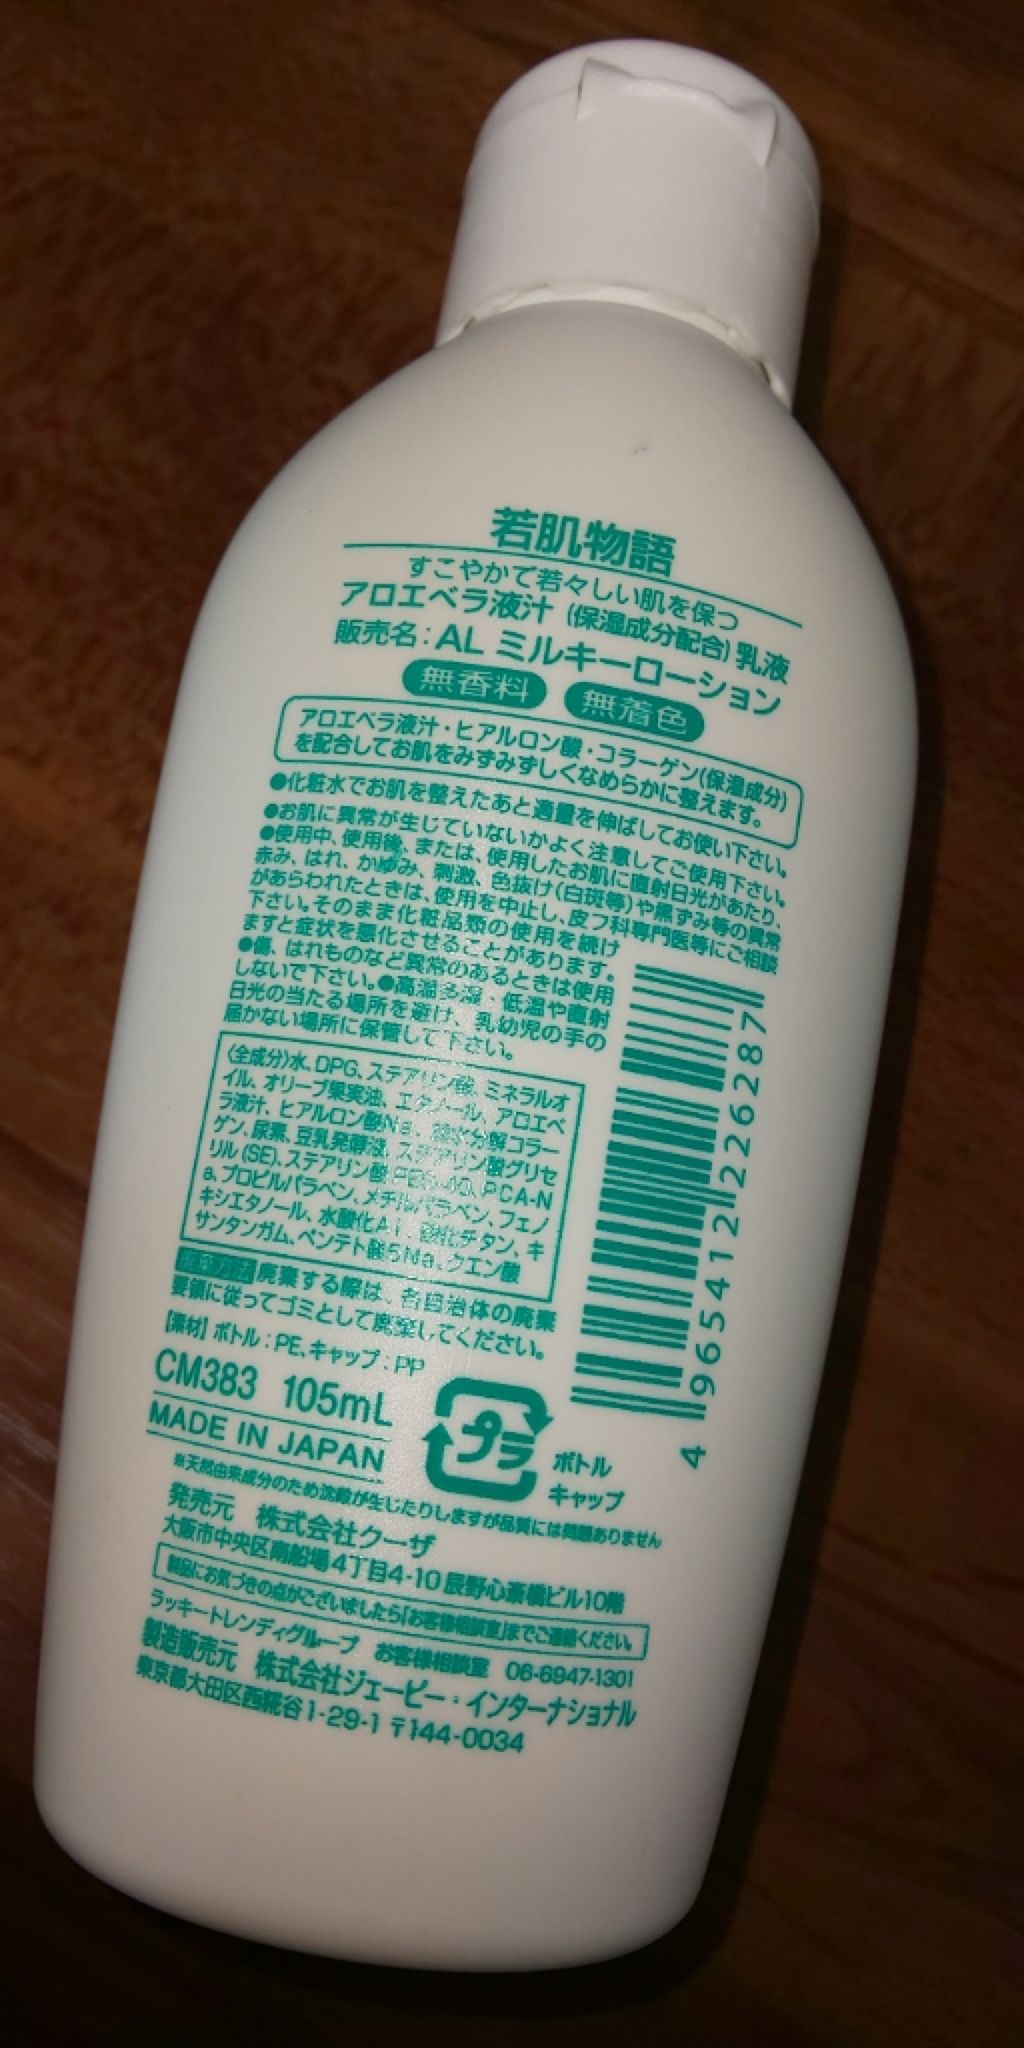 若肌物語
すこやかで若々しい肌を保つ
アロエベラ液汁(保湿成分配合)乳液
販売名:AL ミルキーローション
無香料 無着色
アロエベラ液汁・ヒアルロン酸・コラーゲン(保湿成分)
を配合してお肌をみずみずしくなめらかに整えます。
●化粧水でお肌を整えたあと適量を伸ばしてお使い下さい。
●お肌に異常が生じていないかよく注意してご使用下さい。
●使用中、使用後、または、使用したお肌に直射日光があたり、
赤み、はれ、かゆみ、刺激、色抜け(白斑等)や黒ずみ等の異常
があらわれたときは、使用を中止し、皮フ科専門医等にご相談
下さい。そのまま化粧品類の使用を続け
ますと症状を悪化させることがあります。
●傷、はれものなど異常のあるときは使用
しないで下さい。●高温多湿・低温や直射
日光の当たる場所を避け、乳幼児の手の
届かない場所に保管して下さい。
〈全成分〉水、DPG、ステアリン酸、ミネラルオ
イル、オリーブ果実油、エタノール、アロエベ
ラ液汁、ヒアルロン酸Na、加水分解コラー
ゲン、尿素、豆乳発酵液、ステアリン酸グリセ
リル(SE)、ステアリン酸PEG-40、PCA-N
a、プロピルパラベン、メチルパラベン、フェノ
キシエタノール、水酸化Al、酸化チタン、キ
サンタンガム、ペンテト酸5Na、クエン酸
廃棄方法 廃棄する際は、各自治体の廃棄
要領に従ってゴミとして廃棄してください。
【素材】ボトル:PE、キャップ:PP
CM383 105mL
MADE IN JAPAN
プラ
ボトル
キャップ
4 965412 226287
※天然由来成分のため沈殿が生じたりしますが品質には問題ありません
発売元 株式会社クーザ
大阪市中央区南船場4丁目4-10 辰野心斎橋ビル10階
製品にお気づきの点がございましたら「お客様相談室」までご連絡ください。
ラッキートレンディグループ お客様相談室 06-6947-1301
製造販売元 株式会社ジェーピー・インターナショナル
東京都大田区西糀谷1-29-1 〒144-0034